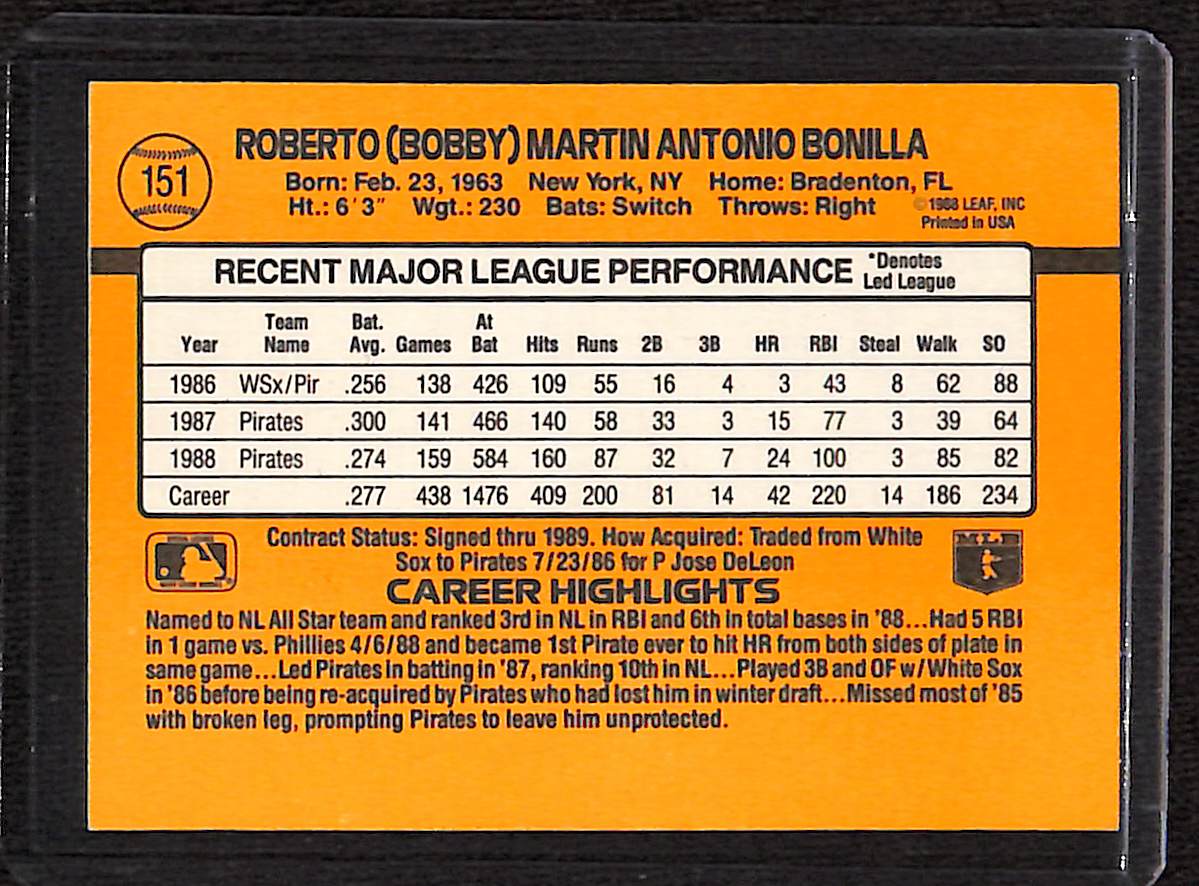 151
ROBERTO (BOBBY) MARTIN ANTONIO BONILLA
Born: Feb. 23, 1963 New York, NY Home: Bradenton, FL
Ht.: 6'3" Wgt.: 230 Bats: Switch Throws: Right
©1988 LEAF, INC
Printed in USA
RECENT MAJOR LEAGUE PERFORMANCE *Denotes Led League
Year Team Name Bat. Avg. Games At Bat Hits Runs 2B 3B HR RBI Steal Walk SO
1986 WSx/Pir .256 138 426 109 55 16 4 3 43 8 62 88
1987 Pirates .300 141 466 140 58 33 3 15 77 3 39 64
1988 Pirates .274 159 584 160 87 32 7 24 100 3 85 82
Career .277 438 1476 409 200 81 14 42 220 14 186 234
Contract Status: Signed thru 1989. How Acquired: Traded from White
Sox to Pirates 7/23/86 for P Jose DeLeon
MLB
CAREER HIGHLIGHTS
Named to NL All Star team and ranked 3rd in NL in RBI and 6th in total bases in '88...Had 5 RBI
in 1 game vs. Phillies 4/6/88 and became 1st Pirate ever to hit HR from both sides of plate in
same game...Led Pirates in batting in '87, ranking 10th in NL...Played 3B and OF w/White Sox
in '86 before being re-acquired by Pirates who had lost him in winter draft...Missed most of '85
with broken leg, prompting Pirates to leave him unprotected.